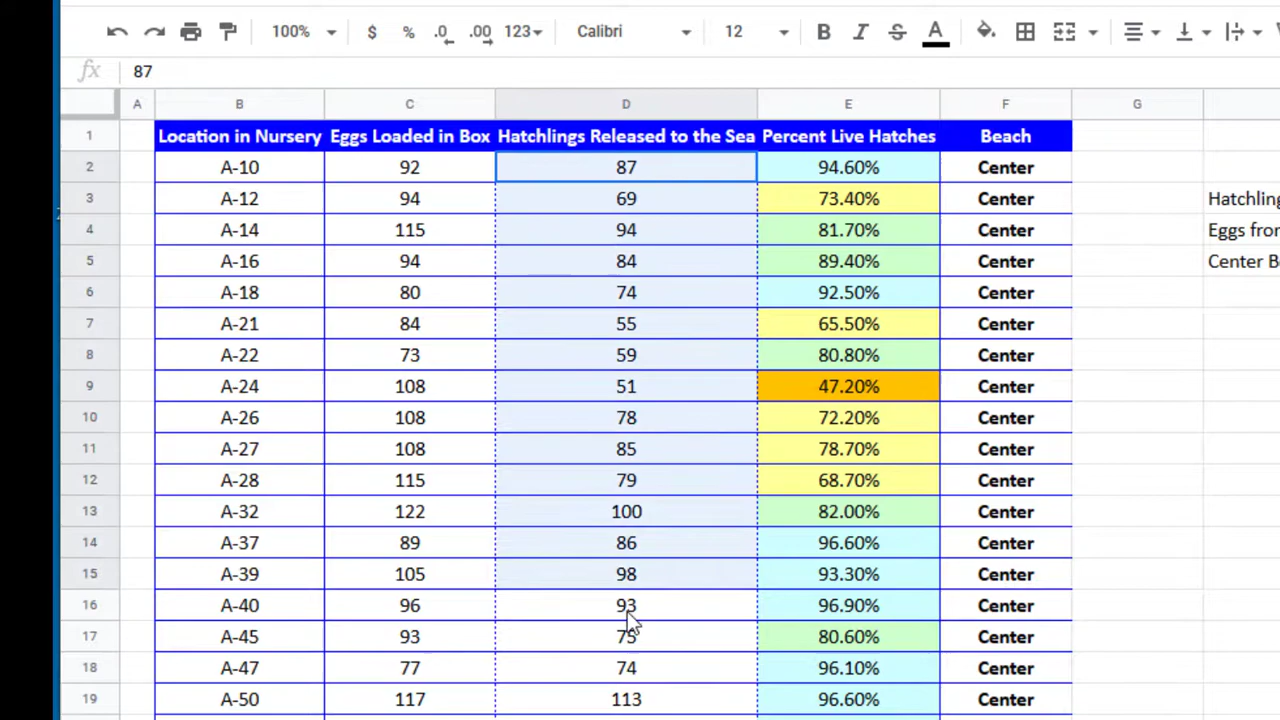 100% $ % .0 .00 123 Calibri 12 B I S A
fx 87
A B C D E F G
1 Location in Nursery Eggs Loaded in Box Hatchlings Released to the Sea Percent Live Hatches Beach
2 A-10 92 87 94.60% Center
3 A-12 94 69 73.40% Center Hatchling
4 A-14 115 94 81.70% Center Eggs from
5 A-16 94 84 89.40% Center Center B
6 A-18 80 74 92.50% Center
7 A-21 84 55 65.50% Center
8 A-22 73 59 80.80% Center
9 A-24 108 51 47.20% Center
10 A-26 108 78 72.20% Center
11 A-27 108 85 78.70% Center
12 A-28 115 79 68.70% Center
13 A-32 122 100 82.00% Center
14 A-37 89 86 96.60% Center
15 A-39 105 98 93.30% Center
16 A-40 96 93 96.90% Center
17 A-45 93 75 80.60% Center
18 A-47 77 74 96.10% Center
19 A-50 117 113 96.60% Center